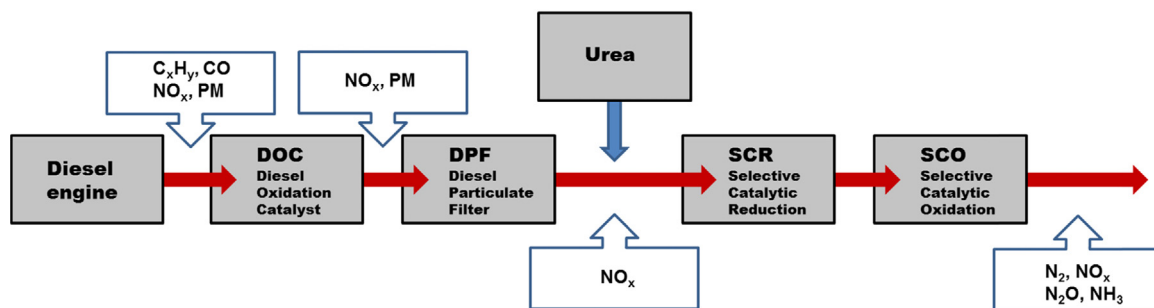 CₓHᵧ, CO
NOₓ, PM
NOₓ, PM
Urea
Diesel
engine
DOC
Diesel
Oxidation
Catalyst
DPF
Diesel
Particulate
Filter
SCR
Selective
Catalytic
Reduction
SCO
Selective
Catalytic
Oxidation
NOₓ
N₂, NOₓ
N₂O, NH₃